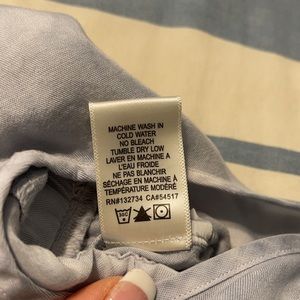 MACHINE WASH IN
COLD WATER
NO BLEACH
TUMBLE DRY LOW
LAVER EN MACHINE À
L'EAU FROIDE
NE PAS BLANCHIR
SÉCHAGE EN MACHINE À
TEMPÉRATURE MODÉRÉ
RN#132734 CA#54517